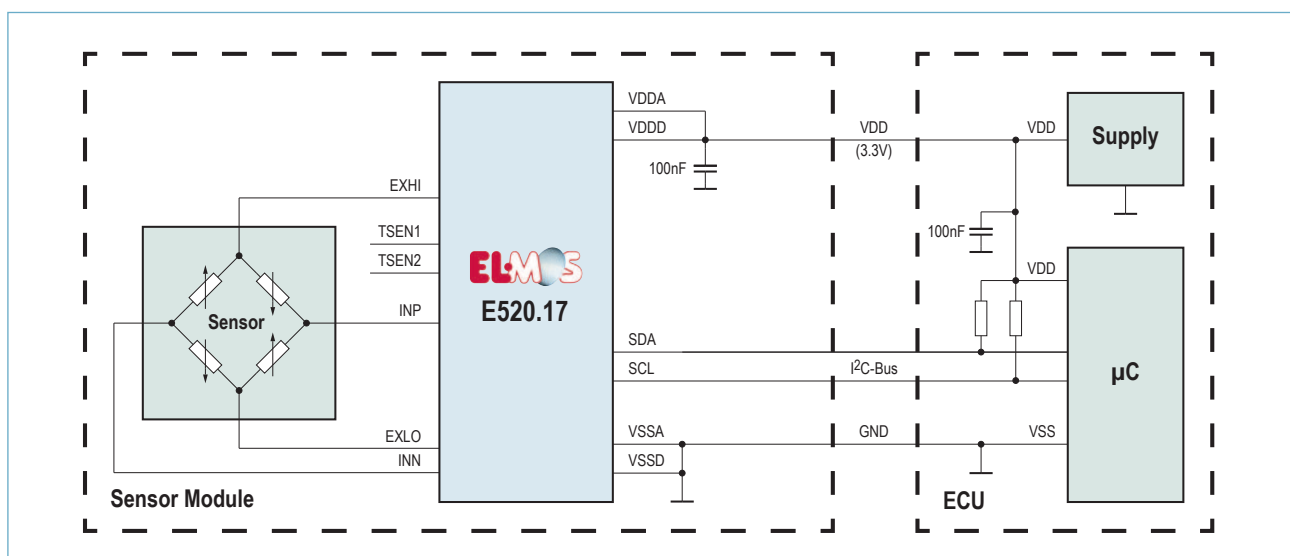 VDDA
VDDD
VDD
(3.3V)
VDD
Supply
100nF
EXHI
100nF
TSEN1
TSEN2
VDD
ELMOS
E520.17
Sensor
INP
SDA
SCL
I²C-Bus
µC
EXLO
INN
VSSA
GND
VSS
VSSD
Sensor Module
ECU